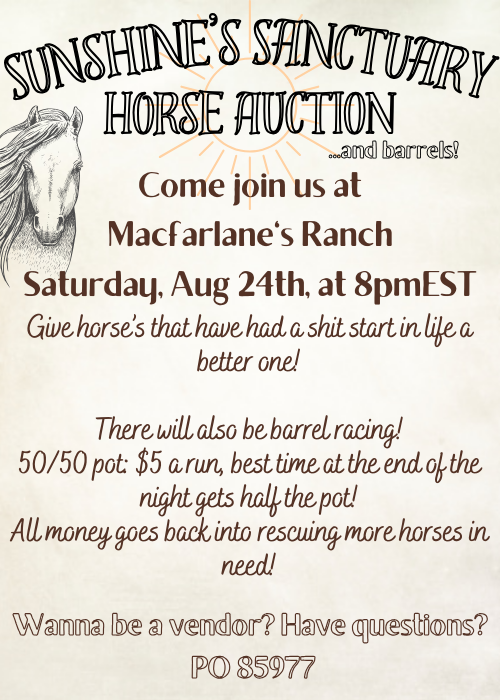 SUNSHINE'S SANCTUARY
HORSE AUCTION
...and barrels!
Come join us at
Macfarlane's Ranch
Saturday, Aug 24th, at 8pmEST
Give horse's that have had a shit start in life a
better one!
There will also be barrel racing!
50/50 pot: $5 a run, best time at the end of the
night gets half the pot!
All money goes back into rescuing more horses in
need!
Wanna be a vendor? Have questions?
PO 85977